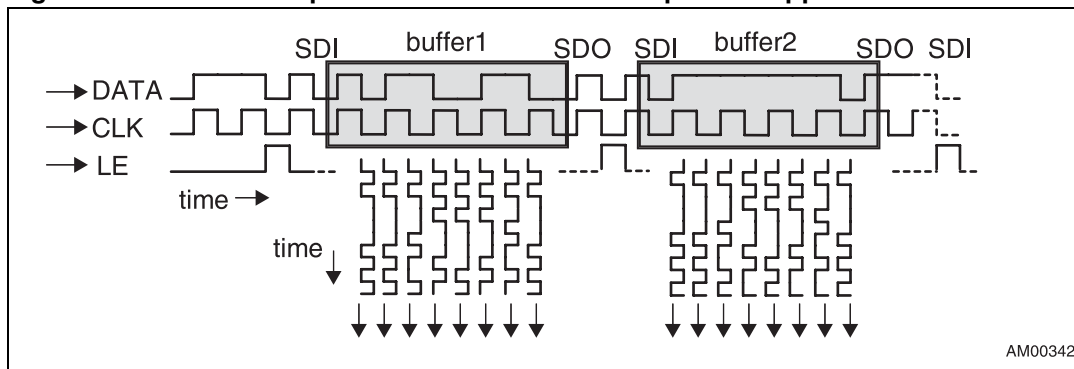 SDI buffer1 SDO SDI buffer2 SDO SDI
DATA
CLK
LE
time
time
AM00342